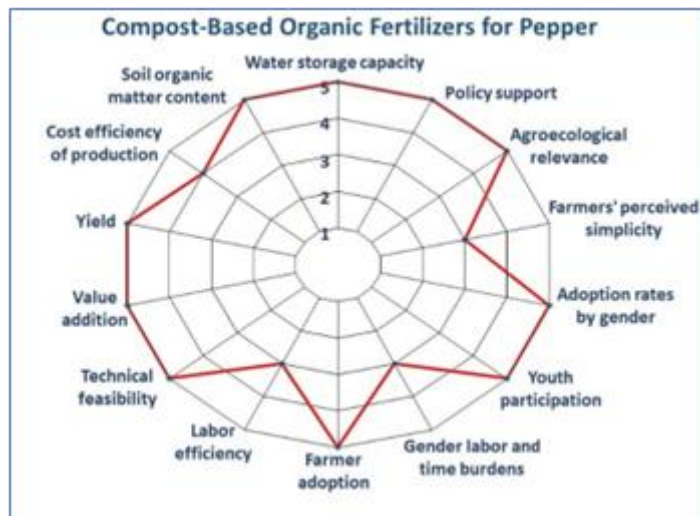 Compost-Based Organic Fertilizers for Pepper
Water storage capacity
Policy support
Agroecological
relevance
Farmers' perceived
simplicity
Adoption rates
by gender
Youth
participation
Gender labor and
time burdens
Farmer
adoption
Labor
efficiency
Technical
feasibility
Value
addition
Yield
Cost efficiency
of production
Soil organic
matter content
5
4
3
2
1